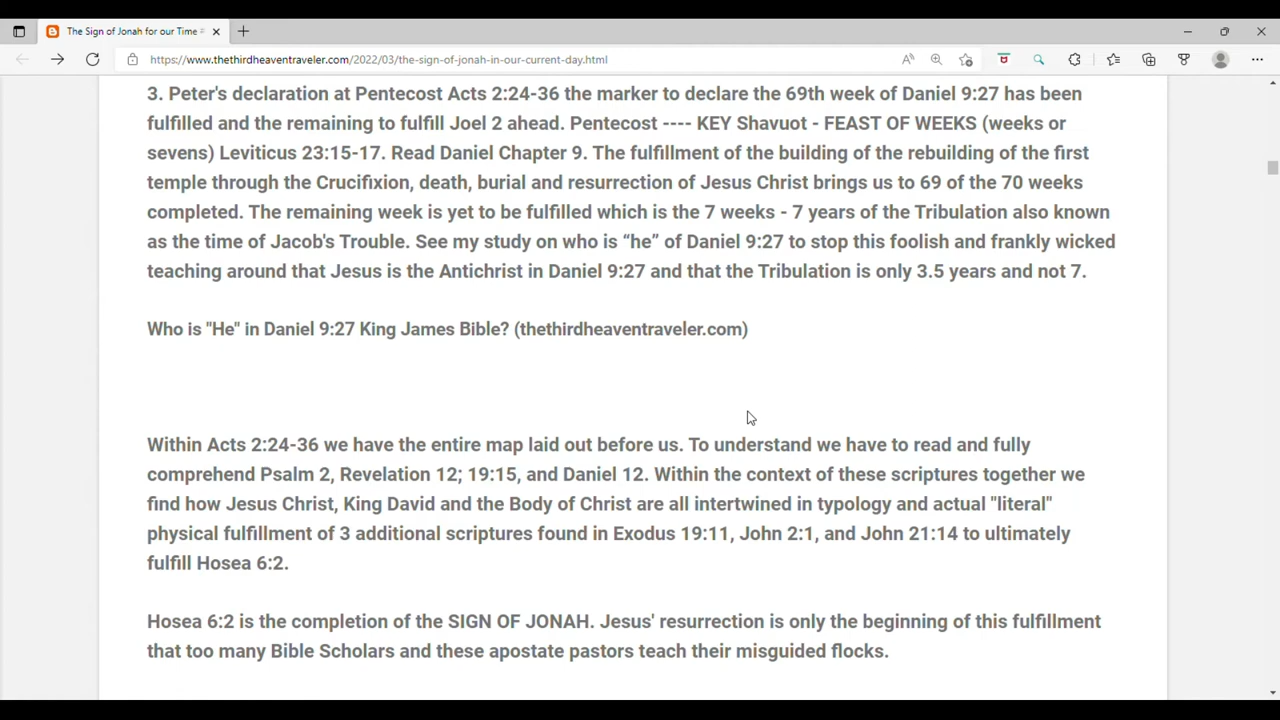 The Sign of Jonah for our Time
https://www.thethirdheaventraveler.com/2022/03/the-sign-of-jonah-in-our-current-day.html
3. Peter's declaration at Pentecost Acts 2:24-36 the marker to declare the 69th week of Daniel 9:27 has been
fulfilled and the remaining to fulfill Joel 2 ahead. Pentecost ---- KEY Shavuot - FEAST OF WEEKS (weeks or
sevens) Leviticus 23:15-17. Read Daniel Chapter 9. The fulfillment of the building of the rebuilding of the first
temple through the Crucifixion, death, burial and resurrection of Jesus Christ brings us to 69 of the 70 weeks
completed. The remaining week is yet to be fulfilled which is the 7 weeks - 7 years of the Tribulation also known
as the time of Jacob's Trouble. See my study on who is “he” of Daniel 9:27 to stop this foolish and frankly wicked
teaching around that Jesus is the Antichrist in Daniel 9:27 and that the Tribulation is only 3.5 years and not 7.
Who is "He" in Daniel 9:27 King James Bible? (thethirdheaventraveler.com)
Within Acts 2:24-36 we have the entire map laid out before us. To understand we have to read and fully
comprehend Psalm 2, Revelation 12; 19:15, and Daniel 12. Within the context of these scriptures together we
find how Jesus Christ, King David and the Body of Christ are all intertwined in typology and actual "literal"
physical fulfillment of 3 additional scriptures found in Exodus 19:11, John 2:1, and John 21:14 to ultimately
fulfill Hosea 6:2.
Hosea 6:2 is the completion of the SIGN OF JONAH. Jesus' resurrection is only the beginning of this fulfillment
that too many Bible Scholars and these apostate pastors teach their misguided flocks.